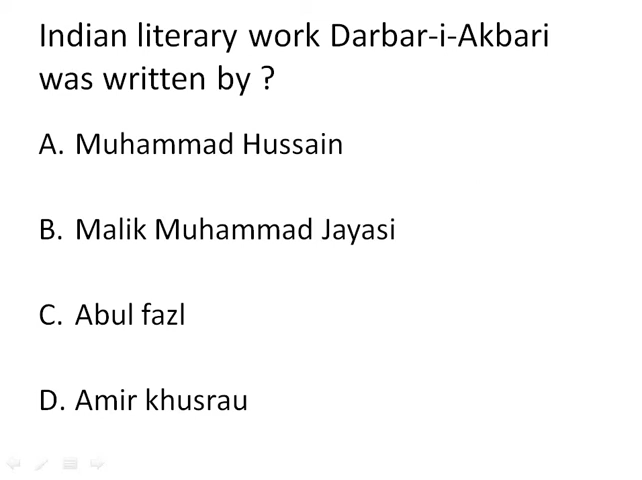 Indian literary work Darbar-i-Akbari
was written by ?
A. Muhammad Hussain
B. Malik Muhammad Jayasi
C. Abul fazl
D. Amir khusrau